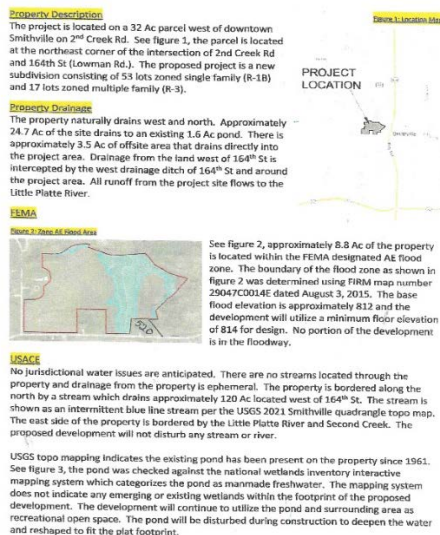 Property Description
The project is located on a 32 Ac parcel west of downtown
Smithville on 2nd Creek Rd. See figure 1, the parcel is located
at the northeast corner of the intersection of 2nd Creek Rd
and 164th St (Lowman Rd.). The proposed project is a new
subdivision consisting of 53 lots zoned single family (R-1B)
and 17 lots zoned multiple family (R-3).
Figure 1: Location Map
PROJECT
LOCATION
Property Drainage
The property naturally drains west and north. Approximately
24.7 Ac of the site drains to an existing 1.6 Ac pond. There is
approximately 3.5 Ac of offsite area that drains directly into
the project area. Drainage from the land west of 164th St is
intercepted by the west drainage ditch of 164th St and around
the project area. All runoff from the project site flows to the
Little Platte River.
FEMA
Figure 2: Zone AE Flood Area
See figure 2, approximately 8.8 Ac of the property
is located within the FEMA designated AE flood
zone. The boundary of the flood zone as shown in
figure 2 was determined using FIRM map number
29047C0014E dated August 3, 2015. The base
flood elevation is approximately 812 and the
development will utilize a minimum floor elevation
of 814 for design. No portion of the development
is in the floodway.
USACE
No jurisdictional water issues are anticipated. There are no streams located through the
property and drainage from the property is ephemeral. The property is bordered along the
north by a stream which drains approximately 120 Ac located west of 164th St. The stream is
shown as an intermittent blue line stream per the USGS 2021 Smithville quadrangle topo map.
The east side of the property is bordered by the Little Platte River and Second Creek. The
proposed development will not disturb any stream or river.
USGS topo mapping indicates the existing pond has been present on the property since 1961.
See figure 3, the pond was checked against the national wetlands inventory interactive
mapping system which categorizes the pond as manmade freshwater. The mapping system
does not indicate any emerging or existing wetlands within the footprint of the proposed
development. The development will continue to utilize the pond and surrounding area as
recreational open space. The pond will be disturbed during construction to deepen the water
and reshaped to fit the plat footprint.